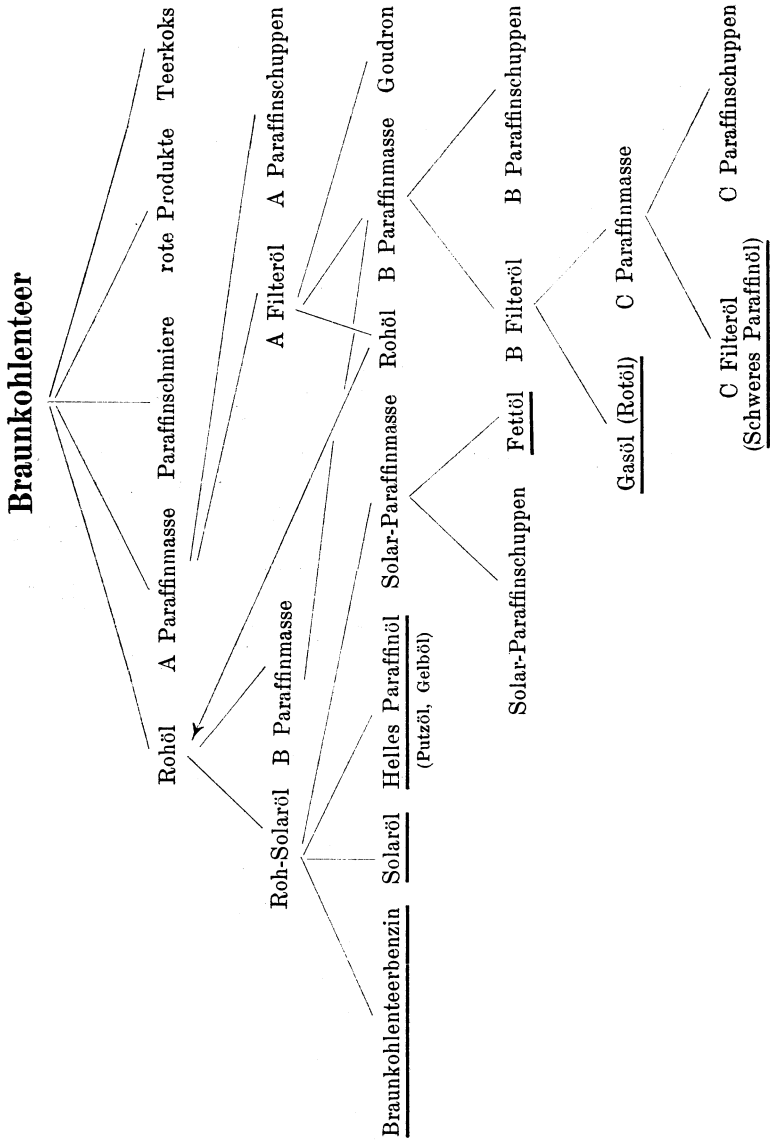 Braunkohlenteer
Rohöl A Paraffinmasse Paraffinschmiere rote Produkte Teerkoks
Roh-Solaröl B Paraffinmasse A Filteröl A Paraffinschuppen
Braunkohlenteerbenzin Solaröl Helles Paraffinöl Solar-Paraffinmasse Rohöl B Paraffinmasse Goudron
(Putzöl, Gelböl)
Solar-Paraffinschuppen Fettöl B Filteröl B Paraffinschuppen
Gasöl (Rotöl) C Paraffinmasse
C Filteröl C Paraffinschuppen
(Schweres Paraffinöl)